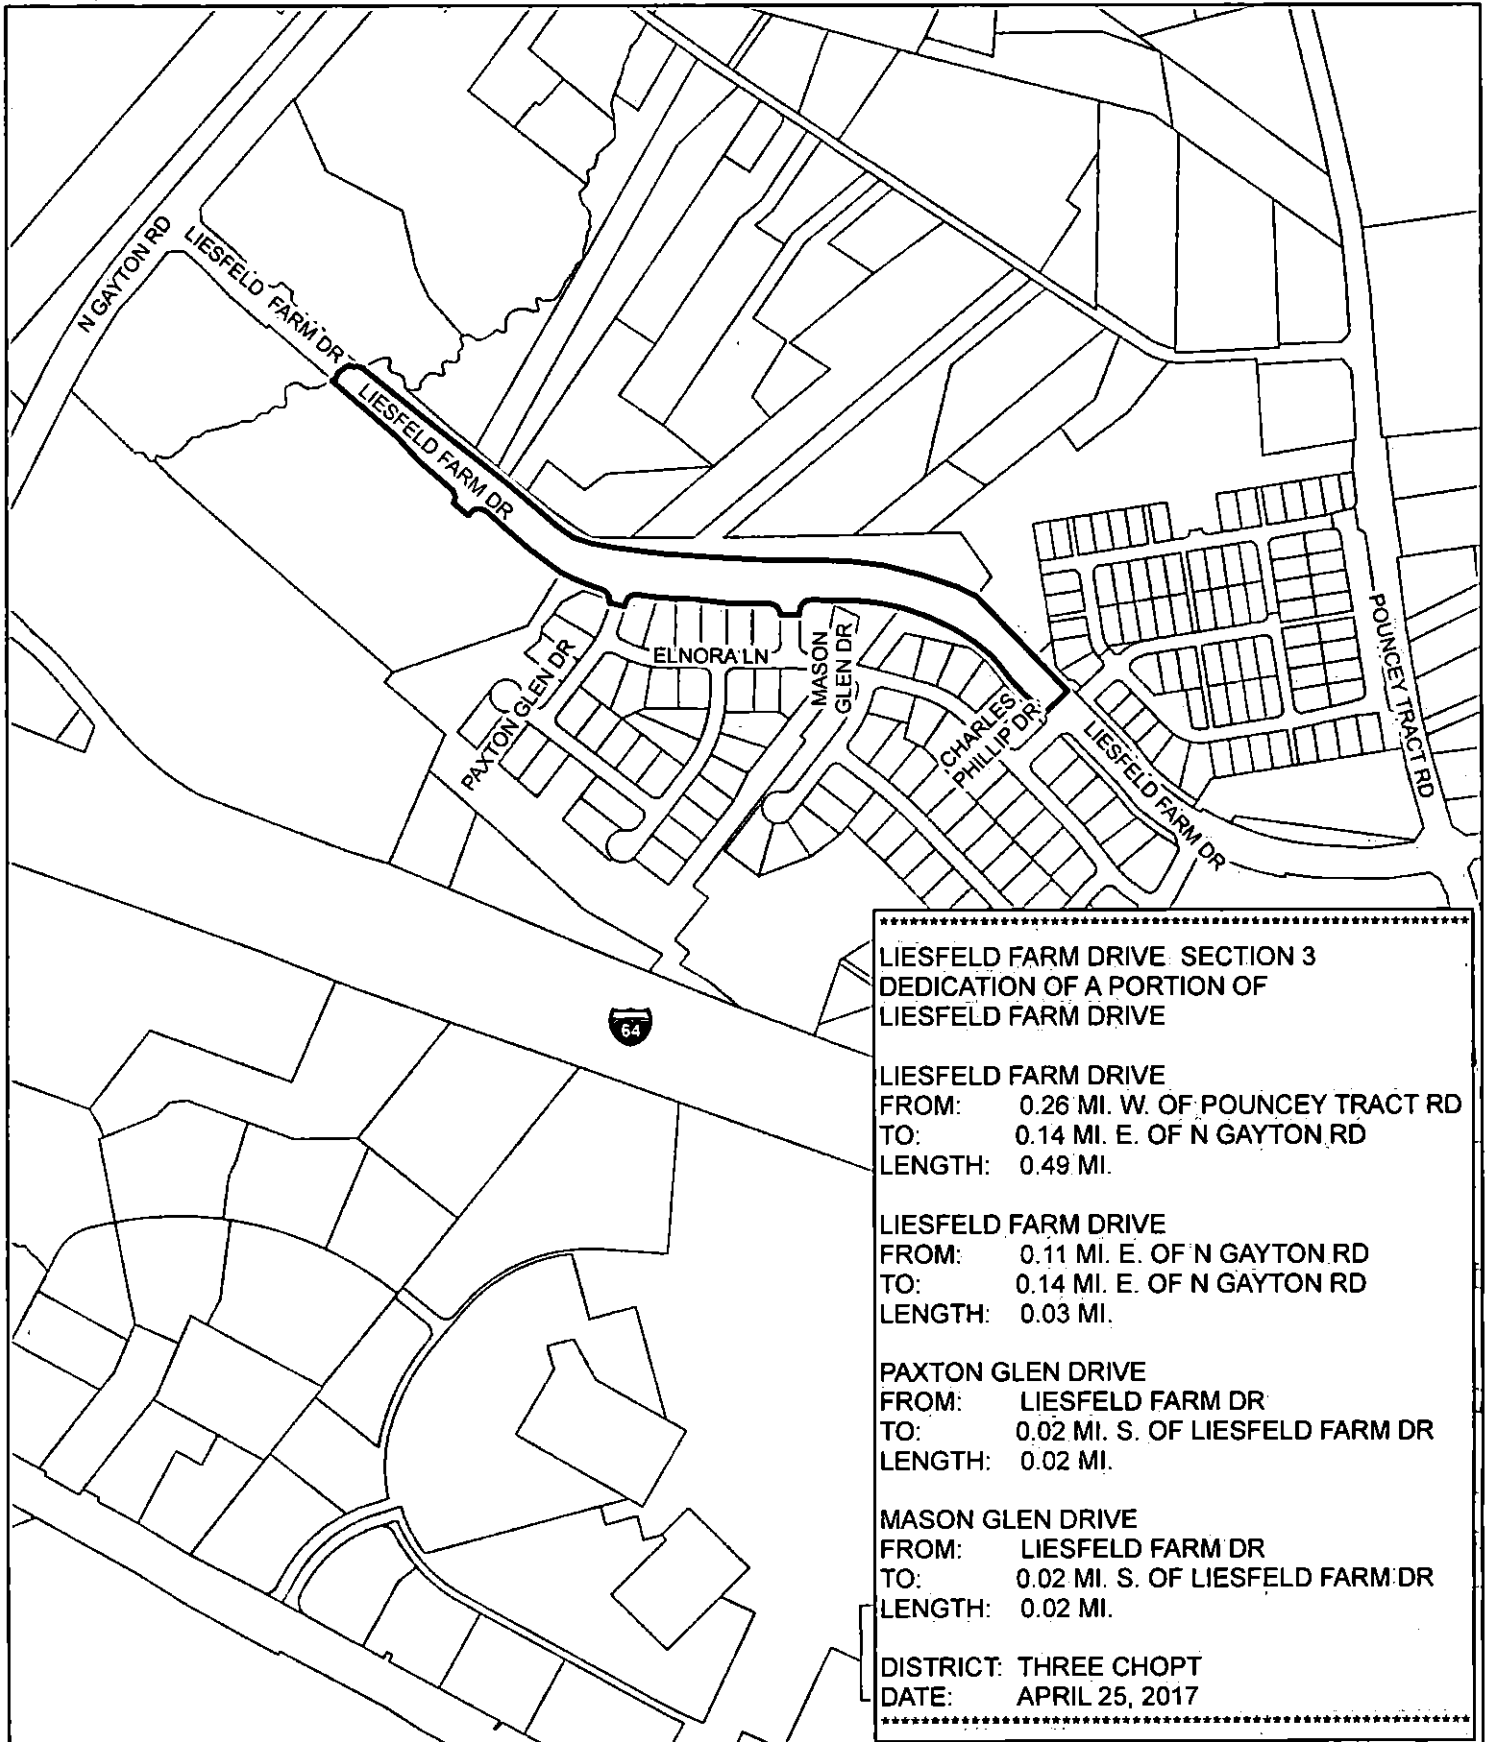 N GAYTON RD
LIESFELD FARM DR
LIESFELD FARM DR
ELNORA LN
PAXTON GLEN DR
MASON
GLEN DR
CHARLES
PHILLIP DR
LIESFELD FARM DR
POUNCEY TRACT RD
64
****************************************************************
LIESFELD FARM DRIVE SECTION 3
DEDICATION OF A PORTION OF
LIESFELD FARM DRIVE
LIESFELD FARM DRIVE
FROM: 0.26 MI. W. OF POUNCEY TRACT RD
TO: 0.14 MI. E. OF N GAYTON RD
LENGTH: 0.49 MI.
LIESFELD FARM DRIVE
FROM: 0.11 MI. E. OF N GAYTON RD
TO: 0.14 MI. E. OF N GAYTON RD
LENGTH: 0.03 MI.
PAXTON GLEN DRIVE
FROM: LIESFELD FARM DR
TO: 0.02 MI. S. OF LIESFELD FARM DR
LENGTH: 0.02 MI.
MASON GLEN DRIVE
FROM: LIESFELD FARM DR
TO: 0.02 MI. S. OF LIESFELD FARM DR
LENGTH: 0.02 MI.
DISTRICT: THREE CHOPT
DATE: APRIL 25, 2017
****************************************************************